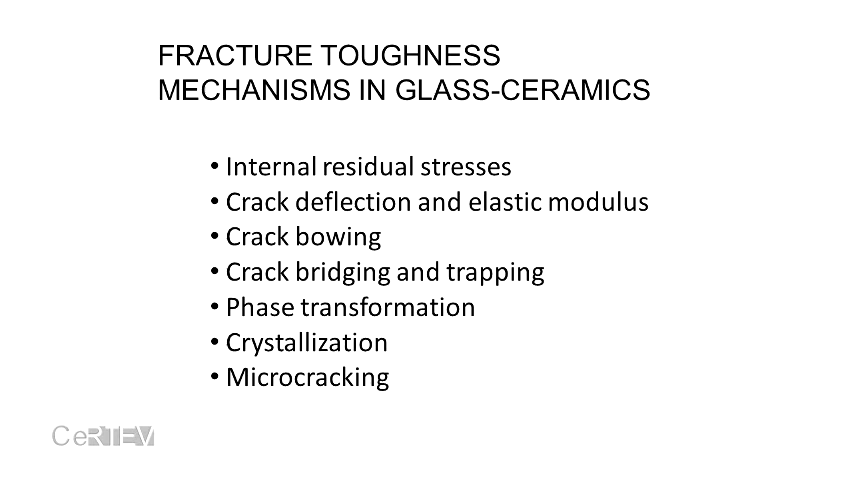 FRACTURE TOUGHNESS
MECHANISMS IN GLASS-CERAMICS
• Internal residual stresses
• Crack deflection and elastic modulus
• Crack bowing
• Crack bridging and trapping
• Phase transformation
• Crystallization
• Microcracking
CeRTEV